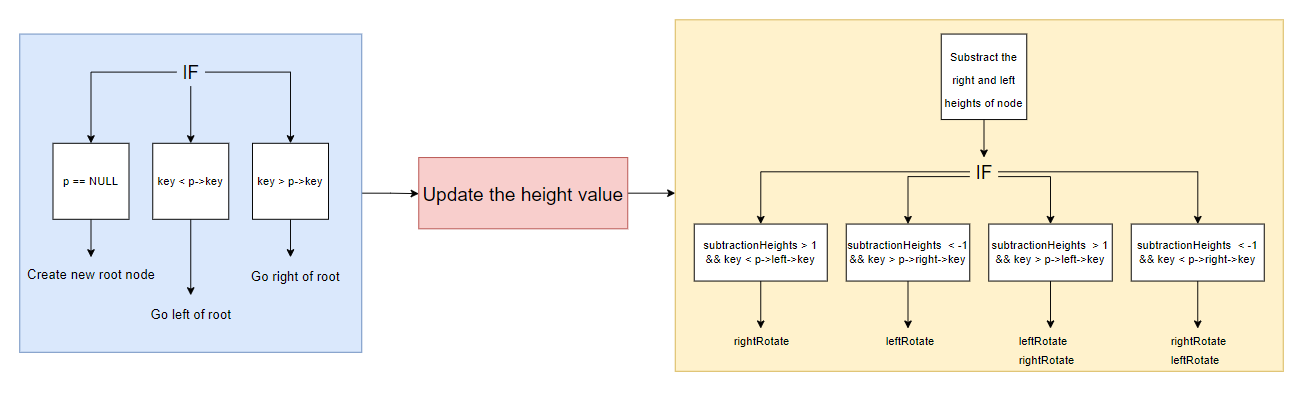 IF
p == NULL
key < p->key
key > p->key
Create new root node
Go left of root
Go right of root
Update the height value
Substract the
right and left
heights of node
IF
subtractionHeights > 1
&& key < p->left->key
subtractionHeights < -1
&& key > p->right->key
subtractionHeights > 1
&& key > p->left->key
subtractionHeights < -1
&& key < p->right->key
rightRotate
leftRotate
leftRotate
rightRotate
rightRotate
leftRotate